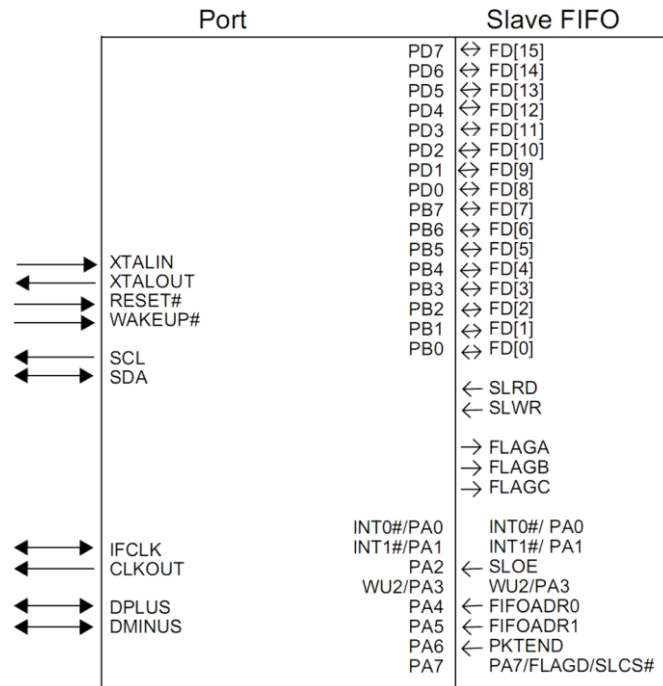 Port Slave FIFO
PD7 FD[15]
PD6 FD[14]
PD5 FD[13]
PD4 FD[12]
PD3 FD[11]
PD2 FD[10]
PD1 FD[9]
PD0 FD[8]
PB7 FD[7]
PB6 FD[6]
XTALIN PB5 FD[5]
XTALOUT PB4 FD[4]
RESET# PB3 FD[3]
WAKEUP# PB2 FD[2]
PB1 FD[1]
SCL PB0 FD[0]
SDA
SLRD
SLWR
FLAGA
FLAGB
FLAGC
INT0#/PA0 INT0#/ PA0
IFCLK INT1#/PA1 INT1#/ PA1
CLKOUT PA2 SLOE
WU2/PA3 WU2/PA3
DPLUS PA4 FIFOADR0
DMINUS PA5 FIFOADR1
PA6 PKTEND
PA7 PA7/FLAGD/SLCS#